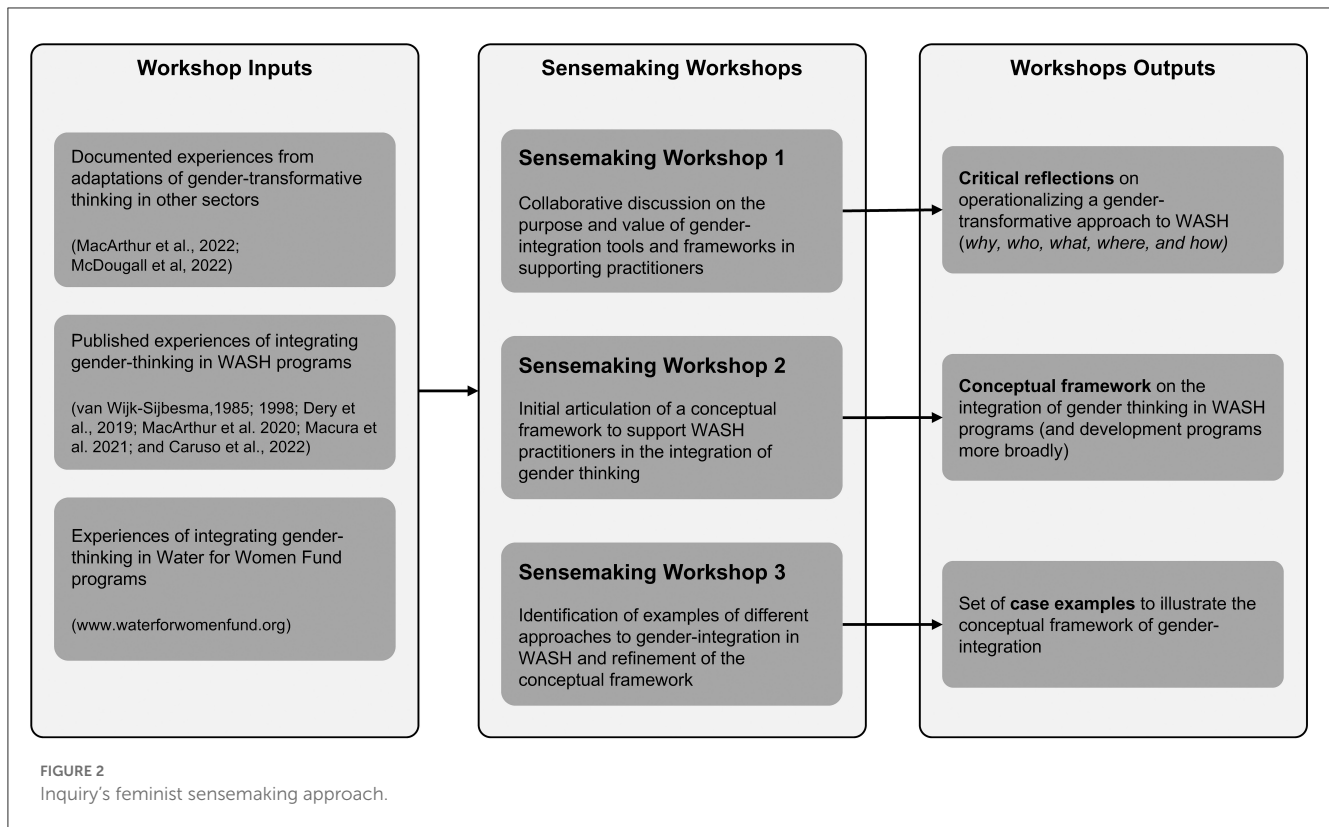 Workshop Inputs
Documented experiences from
adaptations of gender-transformative
thinking in other sectors
(MacArthur et al., 2022;
McDougall et al, 2022)
Published experiences of integrating
gender-thinking in WASH programs
(van Wijk-Sijbesma,1985; 1998; Dery et
al., 2019; MacArthur et al. 2020; Macura et
al. 2021; and Caruso et al., 2022)
Experiences of integrating gender-
thinking in Water for Women Fund
programs
(www.waterforwomenfund.org)
Sensemaking Workshops
Sensemaking Workshop 1
Collaborative discussion on the
purpose and value of gender-
integration tools and frameworks in
supporting practitioners
Sensemaking Workshop 2
Initial articulation of a conceptual
framework to support WASH
practitioners in the integration of
gender thinking
Sensemaking Workshop 3
Identification of examples of different
approaches to gender-integration in
WASH and refinement of the
conceptual framework
Workshops Outputs
Critical reflections on
operationalizing a gender-
transformative approach to WASH
(why, who, what, where, and how)
Conceptual framework on the
integration of gender thinking in WASH
programs (and development programs
more broadly)
Set of case examples to illustrate the
conceptual framework of gender-
integration
FIGURE 2
Inquiry’s feminist sensemaking approach.